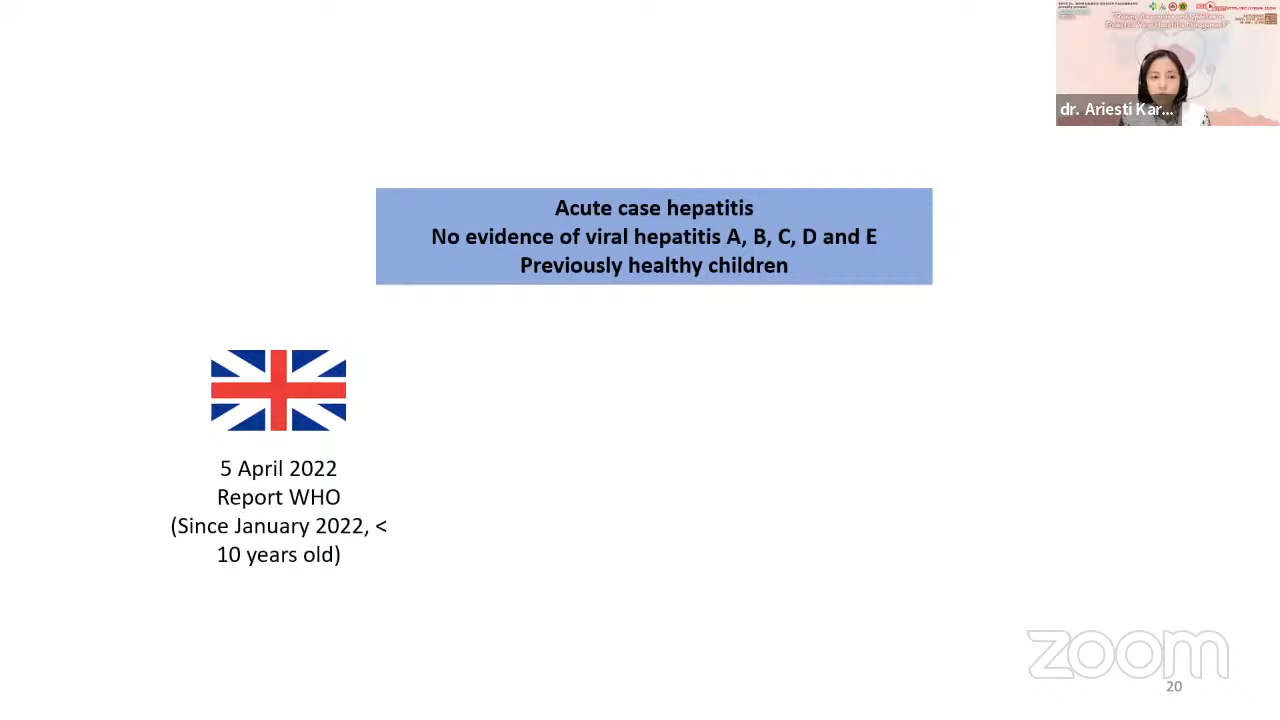 dr. Ariesti Kar...
Acute case hepatitis
No evidence of viral hepatitis A, B, C, D and E
Previously healthy children
5 April 2022
Report WHO
(Since January 2022, <
10 years old)
zoom
20